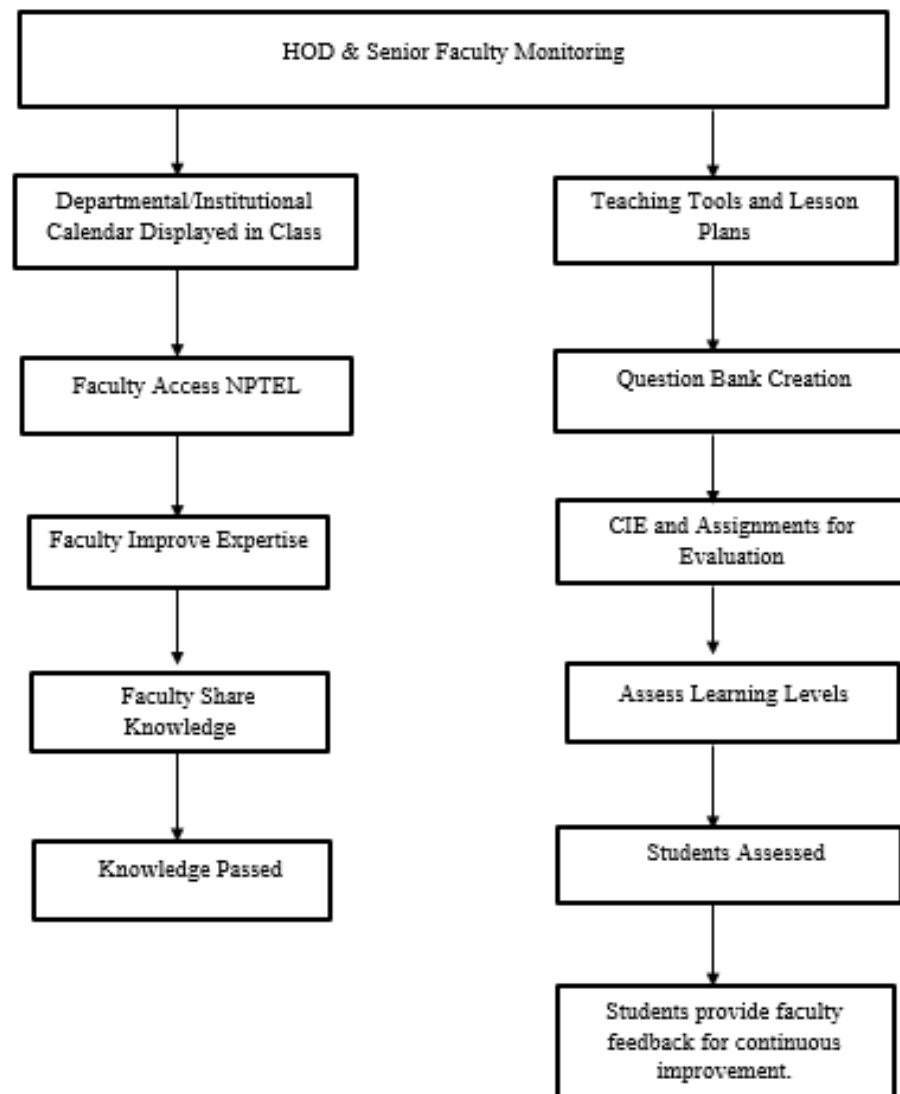 HOD & Senior Faculty Monitoring
Departmental/Institutional
Calendar Displayed in Class
Faculty Access NPTEL
Faculty Improve Expertise
Faculty Share
Knowledge
Knowledge Passed
Teaching Tools and Lesson
Plans
Question Bank Creation
CIE and Assignments for
Evaluation
Assess Learning Levels
Students Assessed
Students provide faculty
feedback for continuous
improvement.